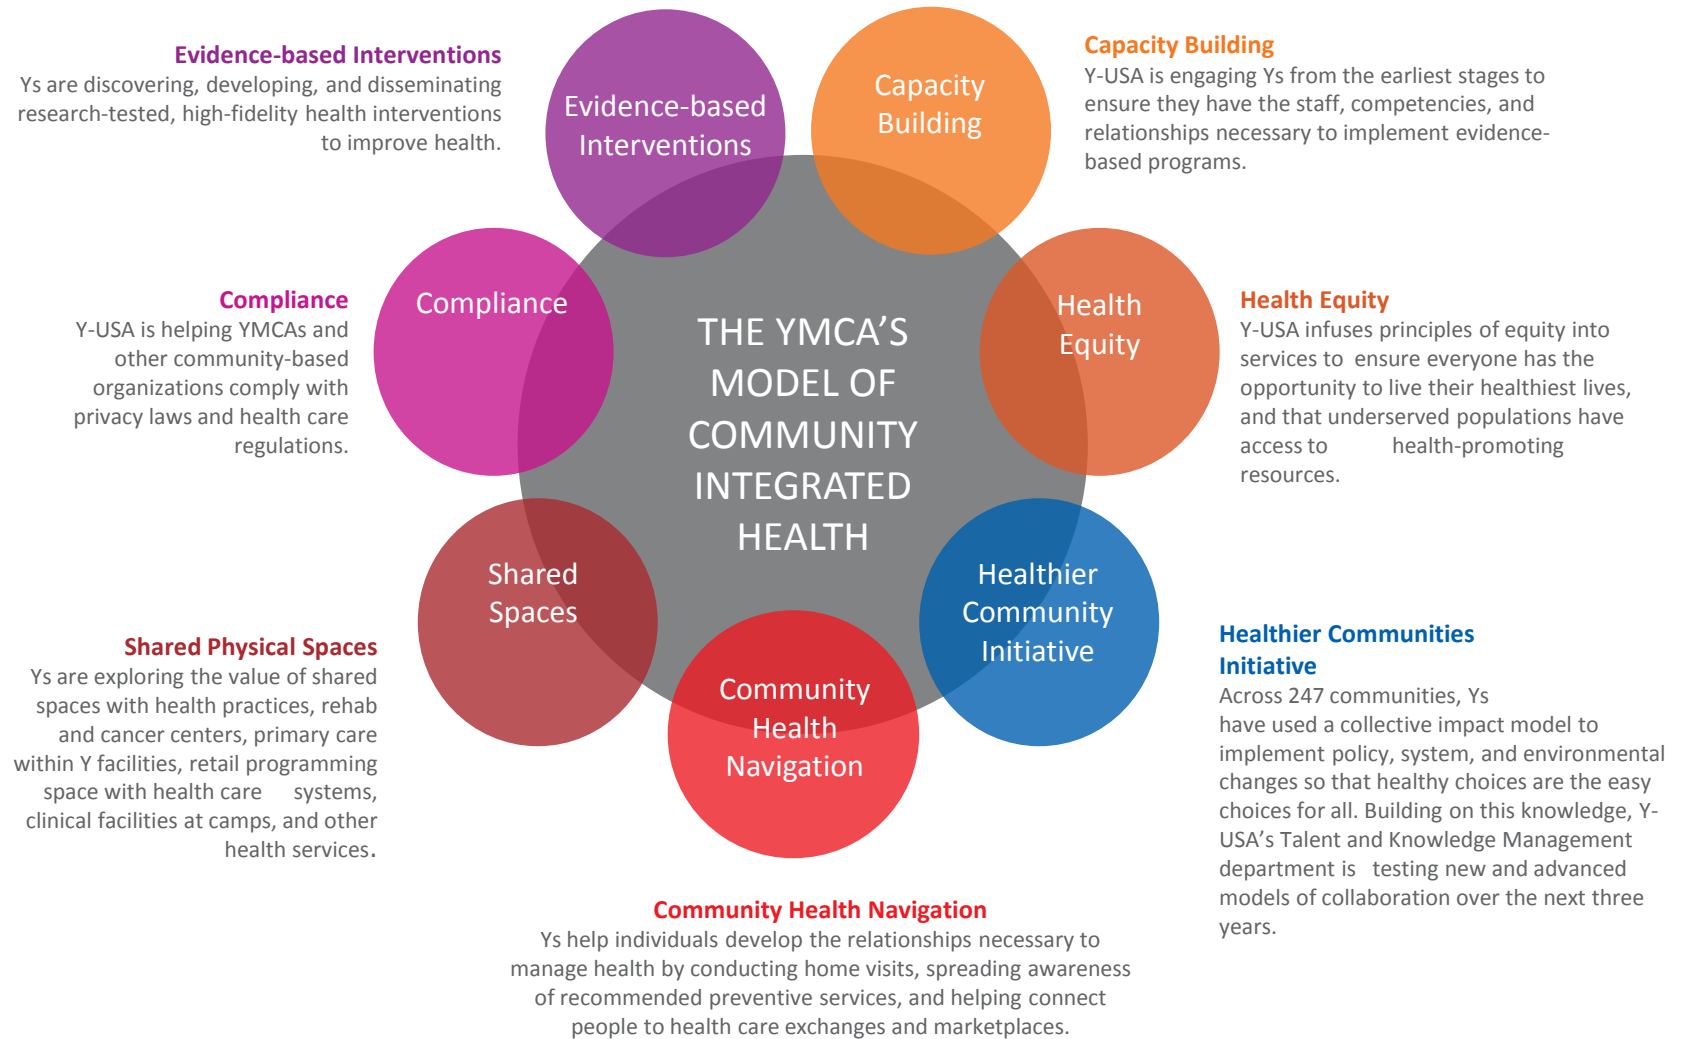 Evidence-based Interventions
Ys are discovering, developing, and disseminating
research-tested, high-fidelity health interventions
to improve health.
Evidence-based
Interventions
Capacity
Building
Capacity Building
Y-USA is engaging Ys from the earliest stages to
ensure they have the staff, competencies, and
relationships necessary to implement evidence-
based programs.
Compliance
Y-USA is helping YMCAs and
other community-based
organizations comply with
privacy laws and health care
regulations.
Compliance
THE YMCA’S
MODEL OF
COMMUNITY
INTEGRATED
HEALTH
Health
Equity
Health Equity
Y-USA infuses principles of equity into
services to ensure everyone has the
opportunity to live their healthiest lives,
and that underserved populations have
access to health-promoting
resources.
Shared
Spaces
Healthier
Community
Initiative
Shared Physical Spaces
Ys are exploring the value of shared
spaces with health practices, rehab
and cancer centers, primary care
within Y facilities, retail programming
space with health care systems,
clinical facilities at camps, and other
health services.
Community
Health
Navigation
Healthier Communities
Initiative
Across 247 communities, Ys
have used a collective impact model to
implement policy, system, and environmental
changes so that healthy choices are the easy
choices for all. Building on this knowledge, Y-
USA’s Talent and Knowledge Management
department is testing new and advanced
models of collaboration over the next three
years.
Community Health Navigation
Ys help individuals develop the relationships necessary to
manage health by conducting home visits, spreading awareness
of recommended preventive services, and helping connect
people to health care exchanges and marketplaces.